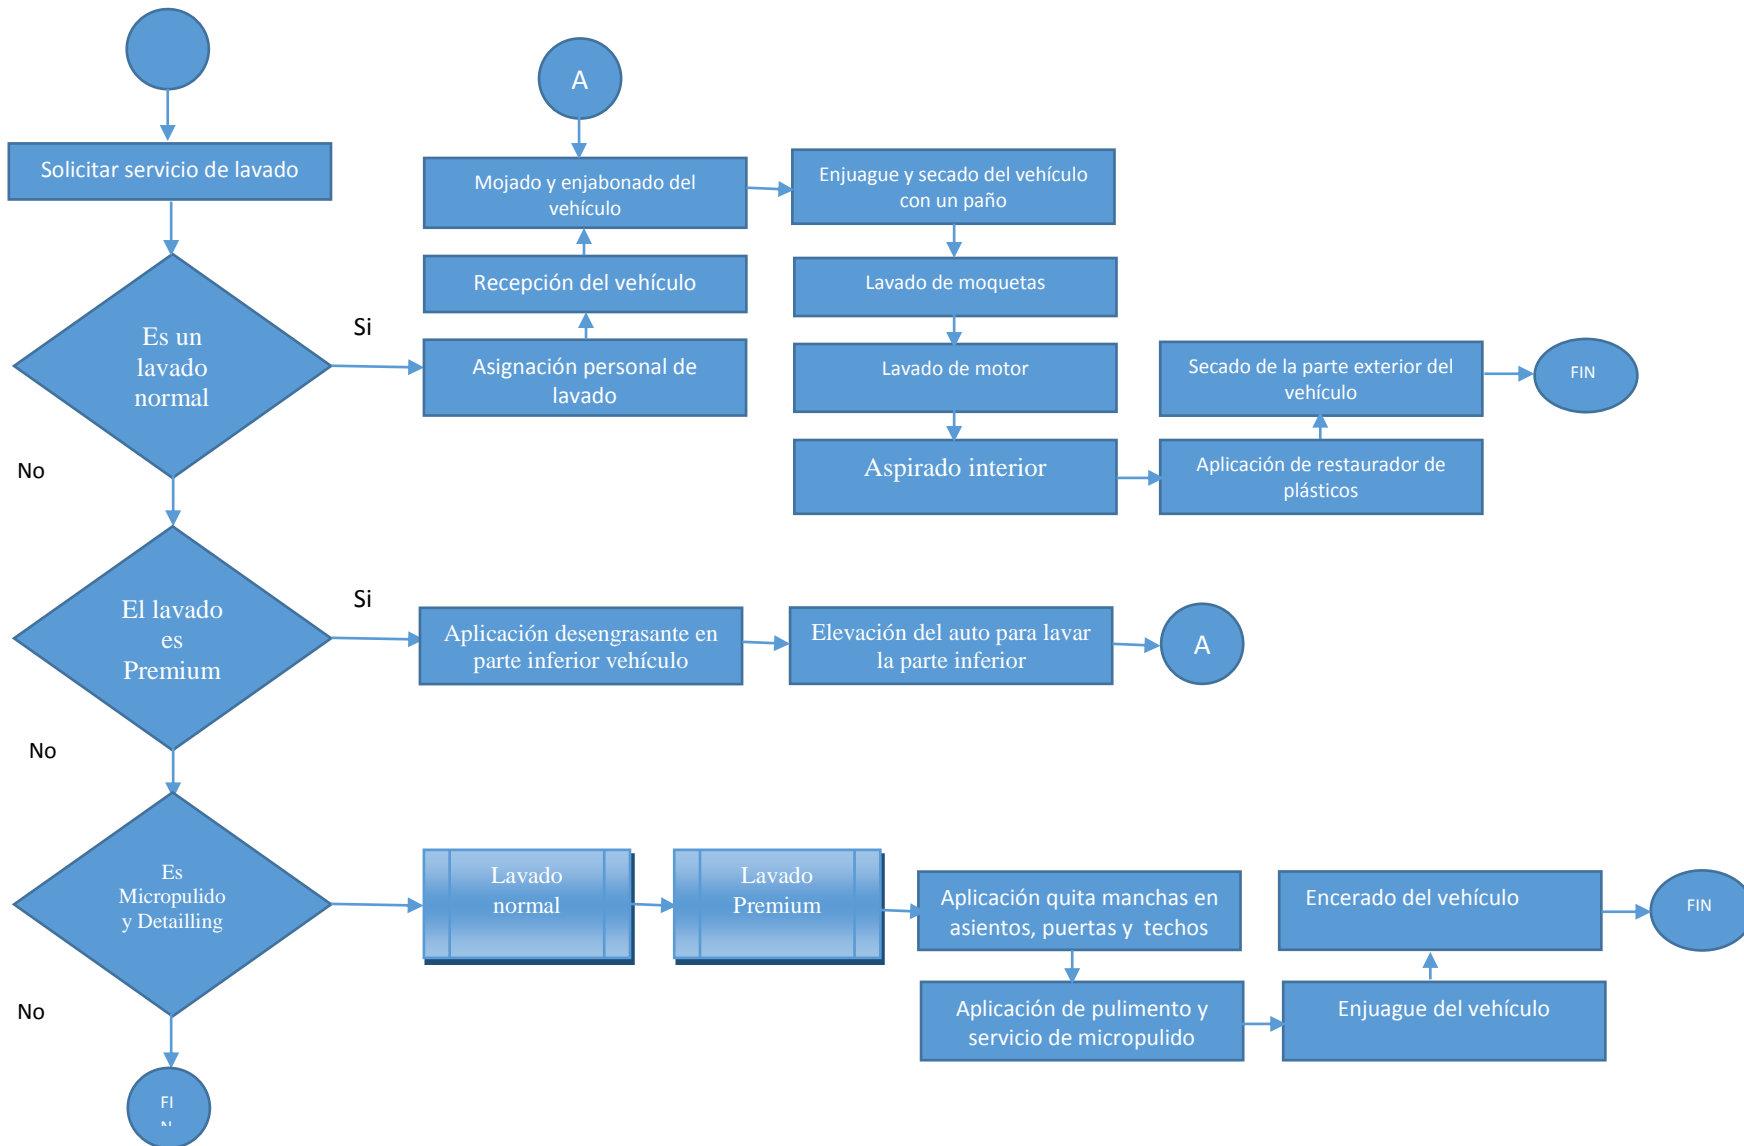 A
Solicitar servicio de lavado
Mojado y enjabonado del
vehículo
Enjuague y secado del vehículo
con un paño
Recepción del vehículo
Lavado de moquetas
Es un
lavado
normal
Si
Asignación personal de
lavado
Lavado de motor
Secado de la parte exterior del
vehículo
FIN
No
Aspirado interior
Aplicación de restaurador de
plásticos
El lavado
es
Premium
Si
Aplicación desengrasante en
parte inferior vehículo
Elevación del auto para lavar
la parte inferior
A
No
Es
Micropulido
y Detailling
Lavado
normal
Lavado
Premium
Aplicación quita manchas en
asientos, puertas y techos
Encerado del vehículo
FIN
No
Aplicación de pulimento y
servicio de micropulido
Enjuague del vehículo
FI
N